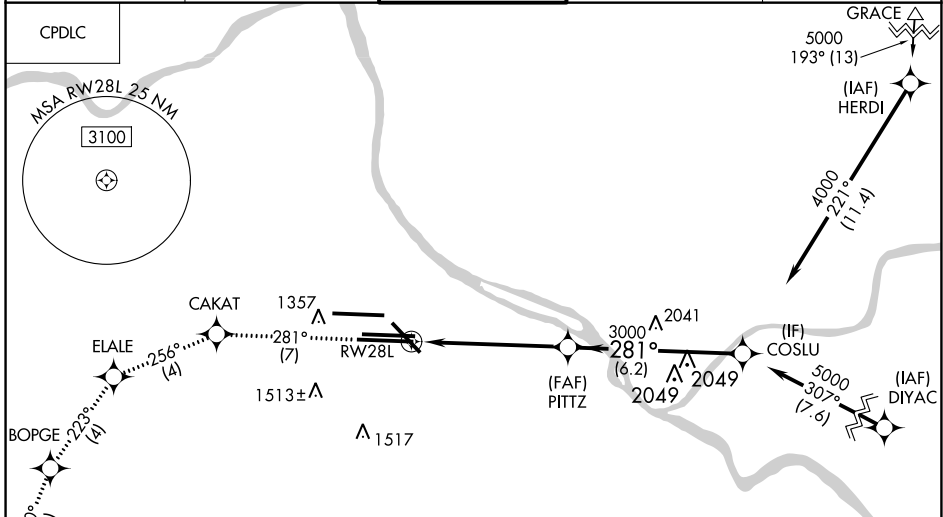 CPDLC
MSA RW28L 25 NM
3100
GRACE
5000
193° (13)
(IAF)
HERDI
4000
221°
(11.4)
1357
CAKAT
281°
(7)
RW28L
ELALE
256°
(4)
1513±
1517
BOPGE
223°
(4)
3000
281°
(6.2)
2041
2049
2049
(FAF)
PITTZ
(IF)
COSLU
5000
307°
(7.6)
(IAF)
DIYAC